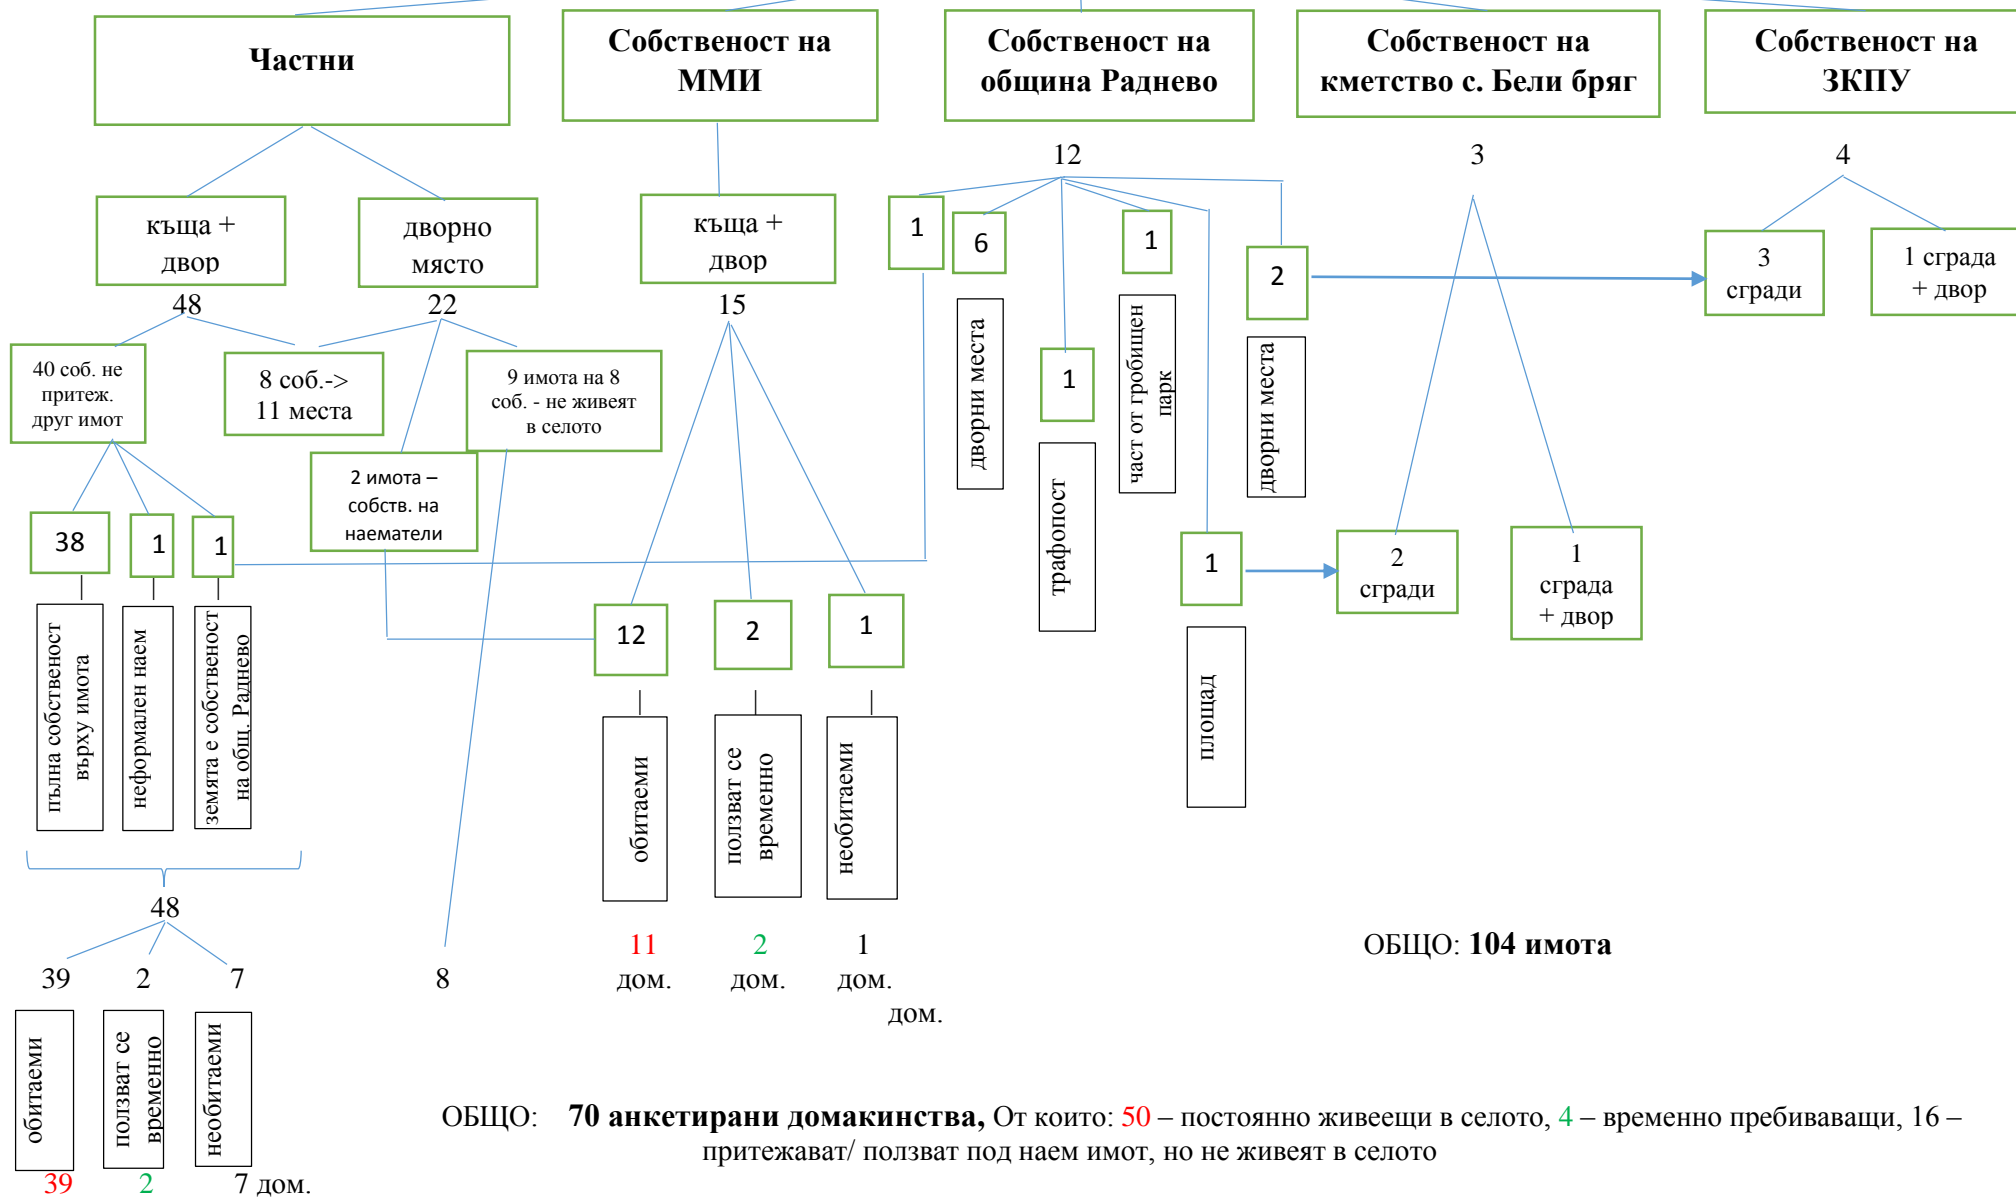 Частни
Собственост на
ММИ
Собственост на
община Раднево
Собственост на
кметство с. Бели бряг
Собственост на
ЗКПУ
12
3
4
къща +
двор
дворно
място
къща +
двор
1
6
1
2
3
сгради
1 сграда
+ двор
48
22
15
40 соб. не
притеж.
друг имот
8 соб.->
11 места
9 имота на 8
соб. - не живеят
в селото
2 имота –
собств. на
наематели
дворни места
1
трафопост
част от гробищен
парк
дворни места
38
1
1
1
площад
2
сгради
1
сграда
+ двор
12
2
1
пълна собственост
върху имота
неформален наем
земята е собственост
на общ. Раднево
обитаеми
ползват се
временно
необитаеми
48
11
дом.
2
дом.
1
дом.
дом.
ОБЩО: 104 имота
39
2
7
8
обитаеми
ползват се
временно
необитаеми
39
2
7 дом.
ОБЩО: 70 анкетирани домакинства, От които: 50 – постоянно живеещи в селото, 4 – временно пребиваващи, 16 –
притежават/ ползват под наем имот, но не живеят в селото